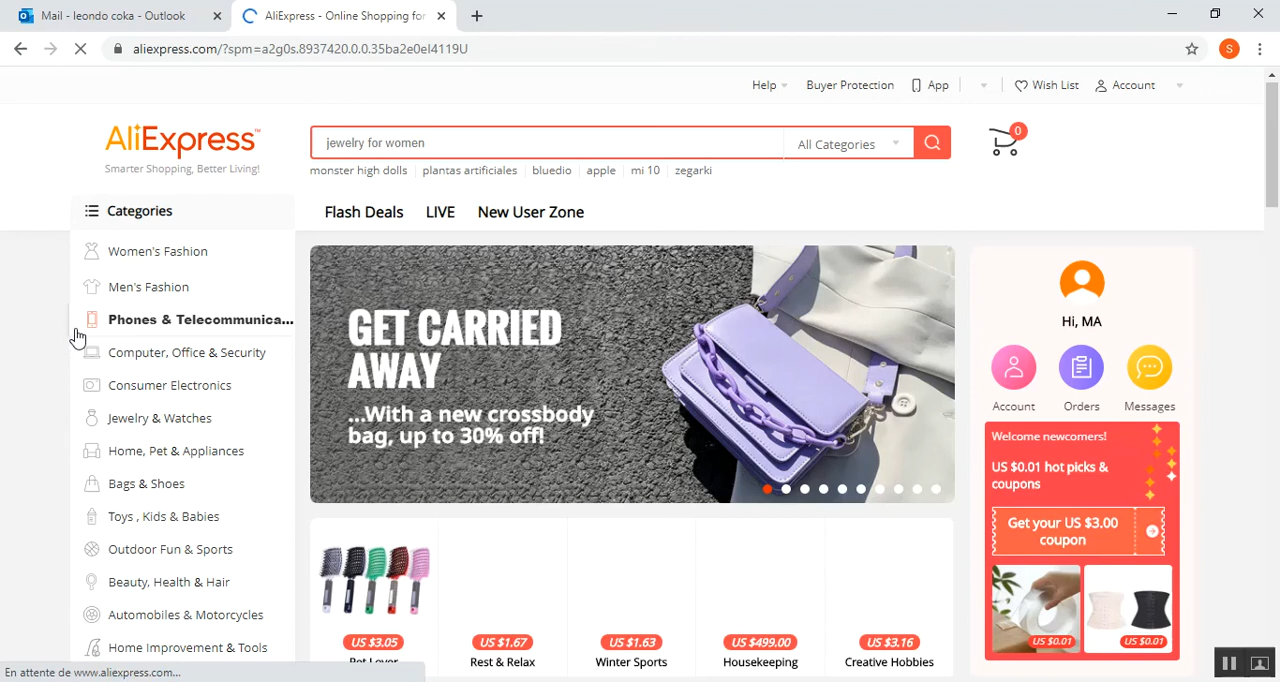 Mail - leondo coka - Outlook
AliExpress - Online Shopping for
aliexpress.com/?spm=a2g0s.8937420.0.0.35ba2e0eI4119U
S
Help
Buyer Protection
App
Wish List
Account
AliExpress™
Smarter Shopping, Better Living!
jewelry for women
All Categories
0
monster high dolls
plantas artificiales
bluedio
apple
mi 10
zegarki
Categories
Flash Deals
LIVE
New User Zone
Women's Fashion
Men's Fashion
Phones & Telecommunica...
Computer, Office & Security
Consumer Electronics
Jewelry & Watches
Home, Pet & Appliances
Bags & Shoes
Toys , Kids & Babies
Outdoor Fun & Sports
Beauty, Health & Hair
Automobiles & Motorcycles
Home Improvement & Tools
GET CARRIED
AWAY
...With a new crossbody
bag, up to 30% off!
Hi, MA
Account
Orders
Messages
Welcome newcomers!
US $0.01 hot picks &
coupons
Get your US $3.00
coupon
US $0.01
US $0.01
US $3.05
US $1.67
US $1.63
US $499.00
US $3.16
Pet Lover
Rest & Relax
Winter Sports
Housekeeping
Creative Hobbies
En attente de www.aliexpress.com...